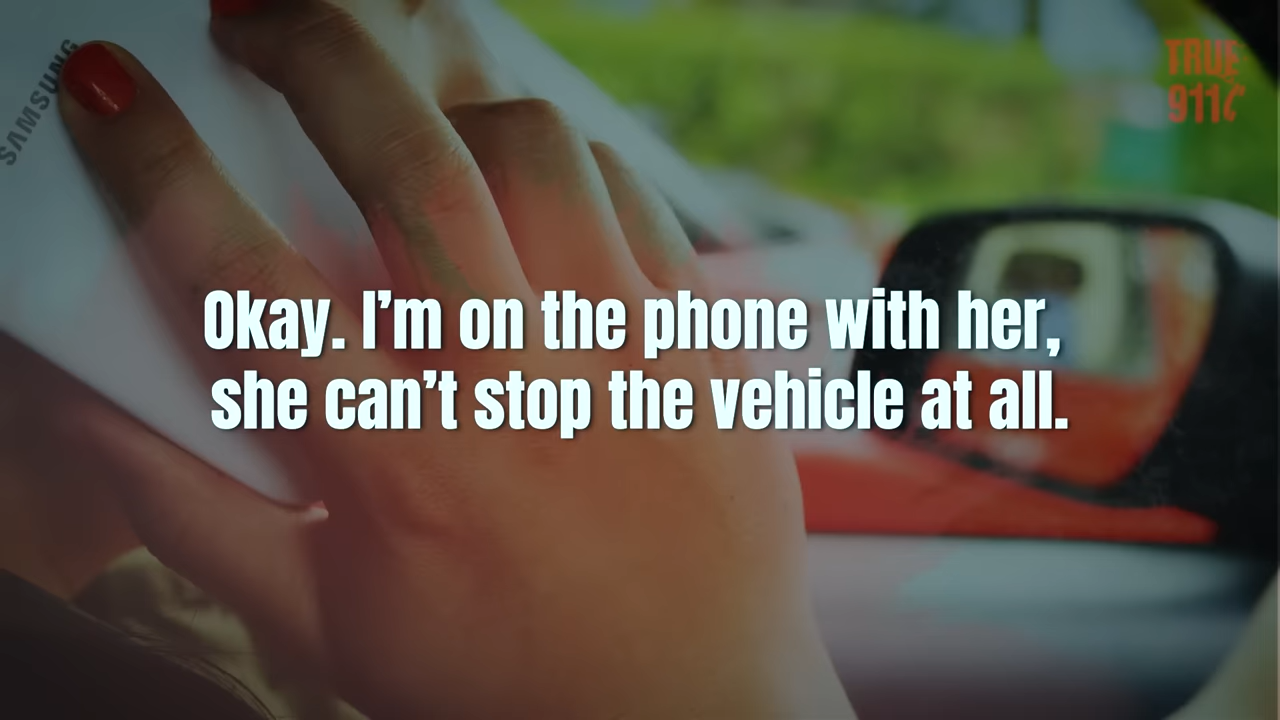 SAMSUNG
TRUE
911
Okay. I’m on the phone with her,
she can’t stop the vehicle at all.